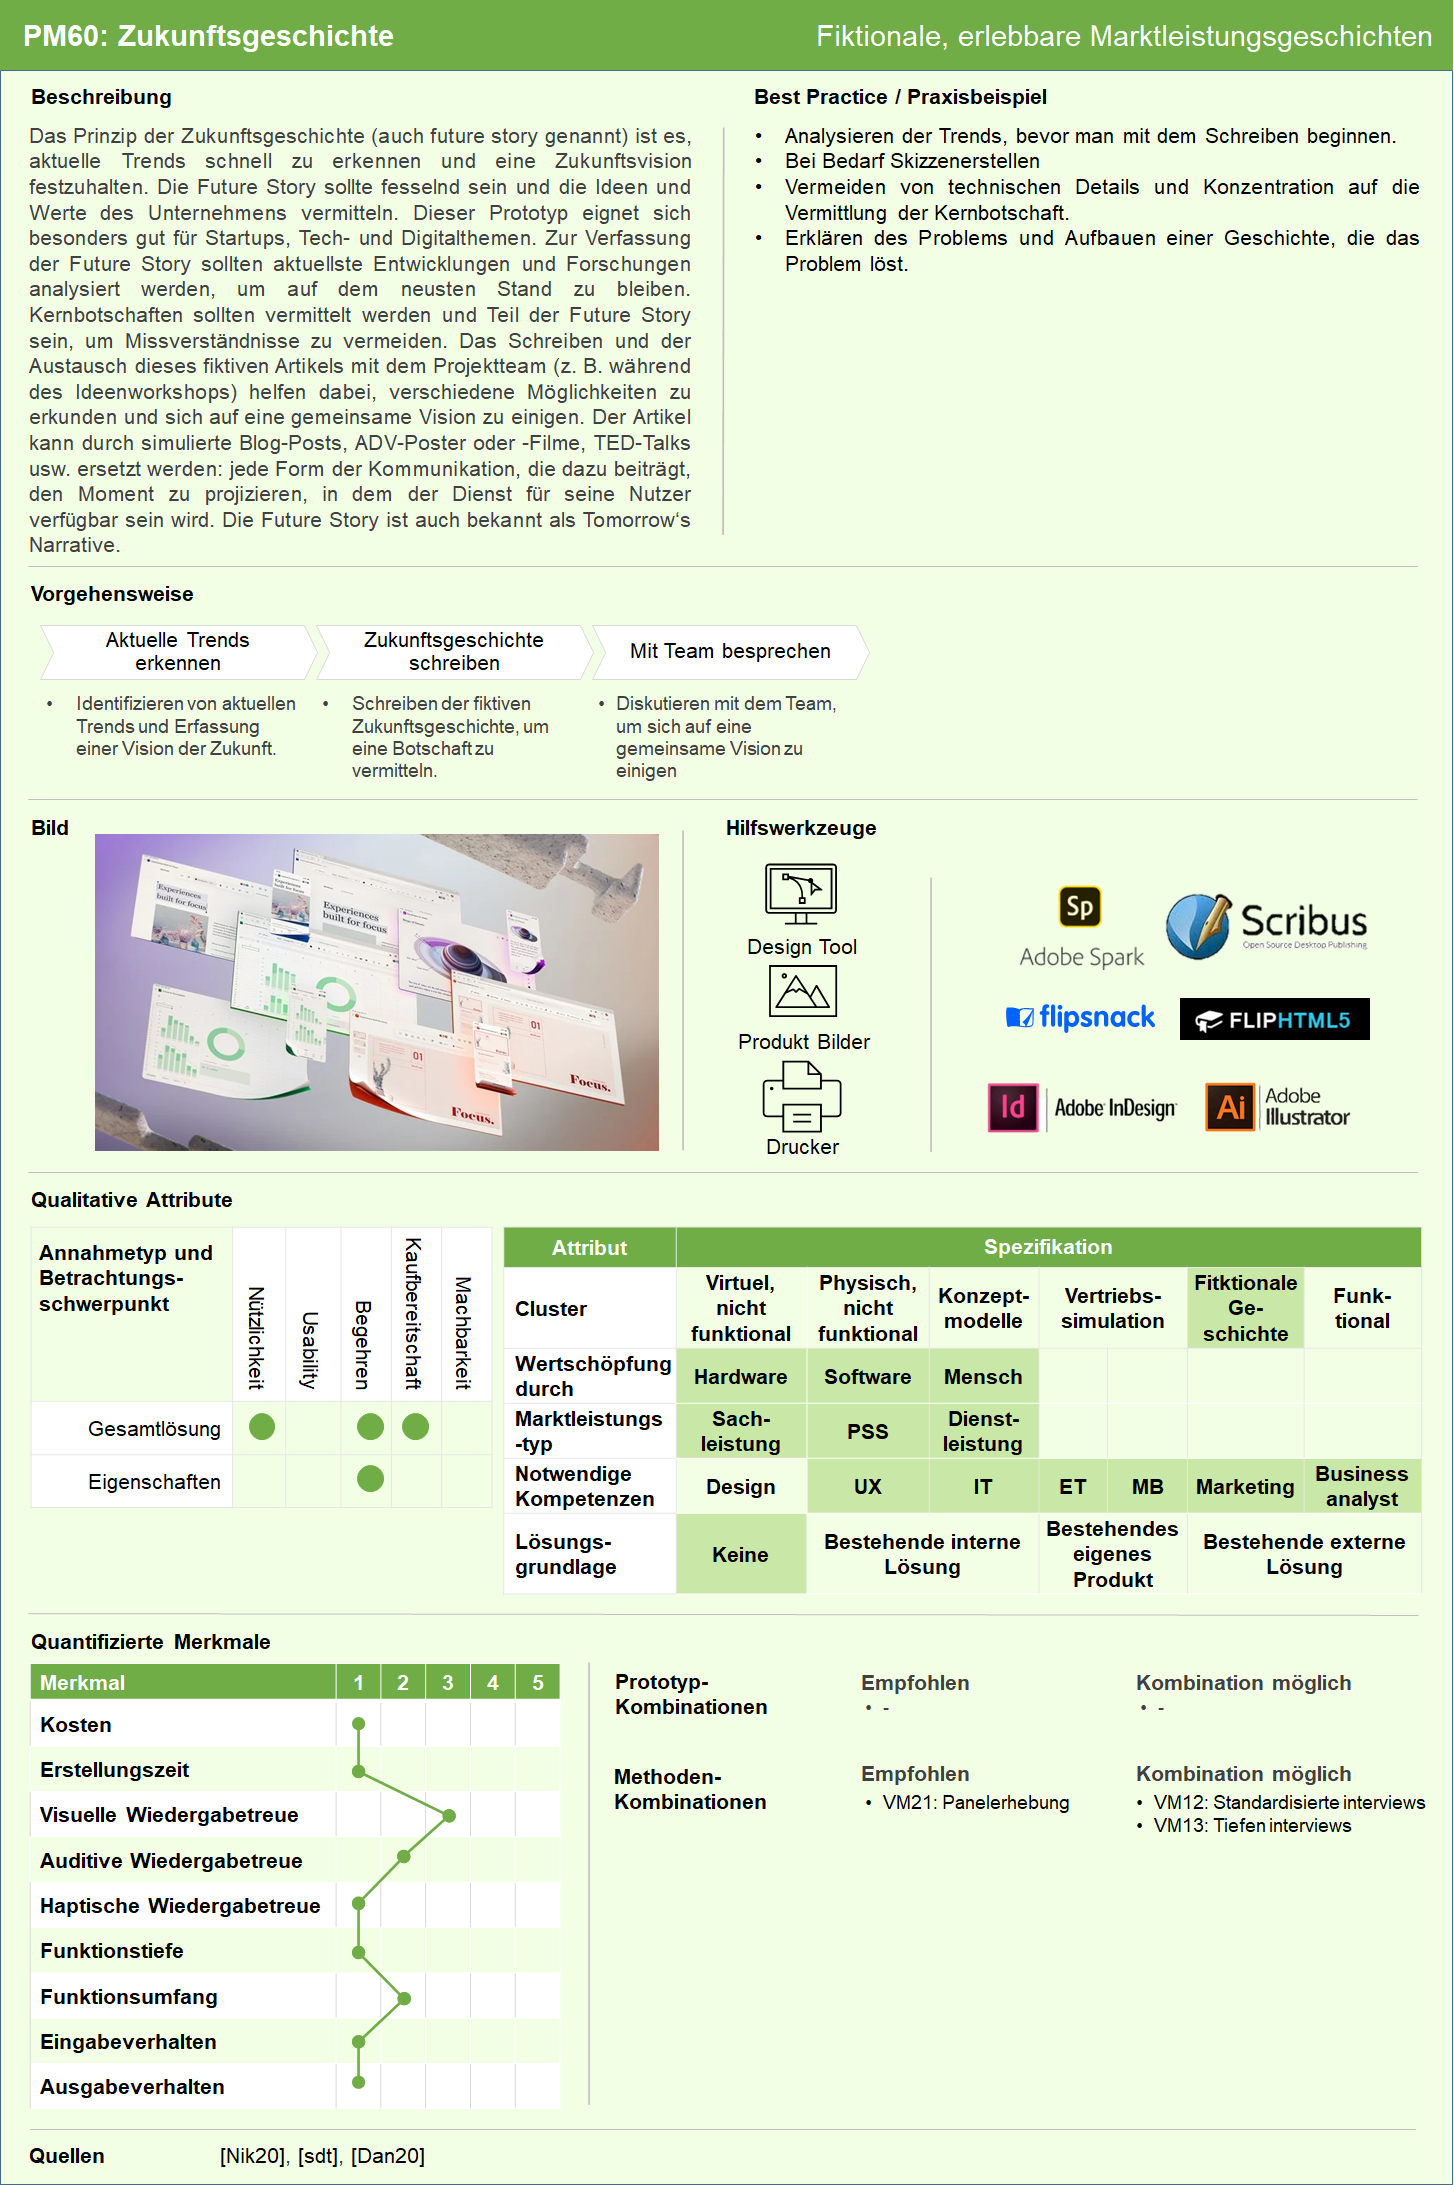 PM60: Zukunftsgeschichte
Fiktionale, erlebbare Marktleistungsgeschichten
Beschreibung
Das Prinzip der Zukunftsgeschichte (auch future story genannt) ist es,
aktuelle Trends schnell zu erkennen und eine Zukunftsvision
festzuhalten. Die Future Story sollte fesselnd sein und die Ideen und
Werte des Unternehmens vermitteln. Dieser Prototyp eignet sich
besonders gut für Startups, Tech- und Digitalthemen. Zur Verfassung
der Future Story sollten aktuellste Entwicklungen und Forschungen
analysiert werden, um auf dem neusten Stand zu bleiben.
Kernbotschaften sollten vermittelt werden und Teil der Future Story
sein, um Missverständnisse zu vermeiden. Das Schreiben und der
Austausch dieses fiktiven Artikels mit dem Projektteam (z. B. während
des Ideenworkshops) helfen dabei, verschiedene Möglichkeiten zu
erkunden und sich auf eine gemeinsame Vision zu einigen. Der Artikel
kann durch simulierte Blog-Posts, ADV-Poster oder -Filme, TED-Talks
usw. ersetzt werden: jede Form der Kommunikation, die dazu beiträgt,
den Moment zu projizieren, in dem der Dienst für seine Nutzer
verfügbar sein wird. Die Future Story ist auch bekannt als Tomorrow‘s
Narrative.
Best Practice / Praxisbeispiel
• Analysieren der Trends, bevor man mit dem Schreiben beginnen.
• Bei Bedarf Skizzenerstellen
• Vermeiden von technischen Details und Konzentration auf die
Vermittlung der Kernbotschaft.
• Erklären des Problems und Aufbauen einer Geschichte, die das
Problem löst.
Vorgehensweise
Aktuelle Trends
erkennen
• Identifizieren von aktuellen
Trends und Erfassung
einer Vision der Zukunft.
Zukunftsgeschichte
schreiben
• Schreiben der fiktiven
Zukunftsgeschichte, um
eine Botschaft zu
vermitteln.
Mit Team besprechen
• Diskutieren mit dem Team,
um sich auf eine
gemeinsame Vision zu
einigen
Bild
Experiences
built for focus
Experiences
built for focus
01
01
Focus.
Focus.
Hilfswerkzeuge
Design Tool
Produkt Bilder
Drucker
Sp
Adobe Spark
Scribus
Open Source Desktop Publishing
flipsnack
FLIPHTML5
Id Adobe InDesign
Ai Adobe
Illustrator
Qualitative Attribute
Annahmetyp und
Betrachtungs-
schwerpunkt
Nützlichkeit
Usability
Begehren
Kaufbereitschaft
Machbarkeit
Gesamtlösung
Eigenschaften
Attribut Spezifikation
Cluster
Virtuel,
nicht
funktional
Physisch,
nicht
funktional
Konzept-
modelle
Vertriebs-
simulation
Fitktionale
Ge-
schichte
Funk-
tional
Wertschöpfung
durch
Hardware Software Mensch
Marktleistungs
-typ
Sach-
leistung
PSS
Dienst-
leistung
Notwendige
Kompetenzen
Design UX IT ET MB Marketing
Business
analyst
Lösungs-
grundlage
Keine
Bestehende interne
Lösung
Bestehendes
eigenes
Produkt
Bestehende externe
Lösung
Quantifizierte Merkmale
Merkmal 1 2 3 4 5
Kosten
Erstellungszeit
Visuelle Wiedergabetreue
Auditive Wiedergabetreue
Haptische Wiedergabetreue
Funktionstiefe
Funktionsumfang
Eingabeverhalten
Ausgabeverhalten
Prototyp-
Kombinationen
Empfohlen
• -
Kombination möglich
• -
Methoden-
Kombinationen
Empfohlen
• VM21: Panelerhebung
Kombination möglich
• VM12: Standardisierte interviews
• VM13: Tiefen interviews
Quellen [Nik20], [sdt], [Dan20]